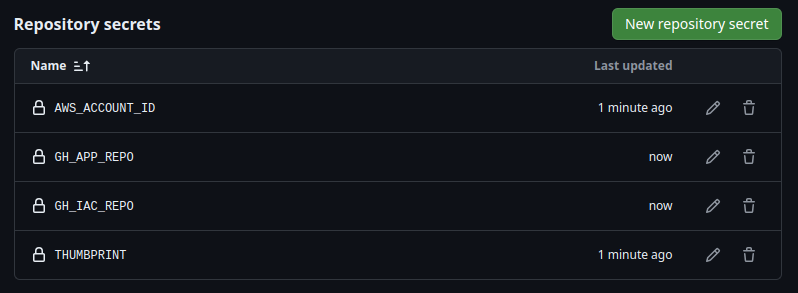 Repository secrets
New repository secret
Name Last updated
AWS_ACCOUNT_ID 1 minute ago
GH_APP_REPO now
GH_IAC_REPO now
THUMBPRINT 1 minute ago